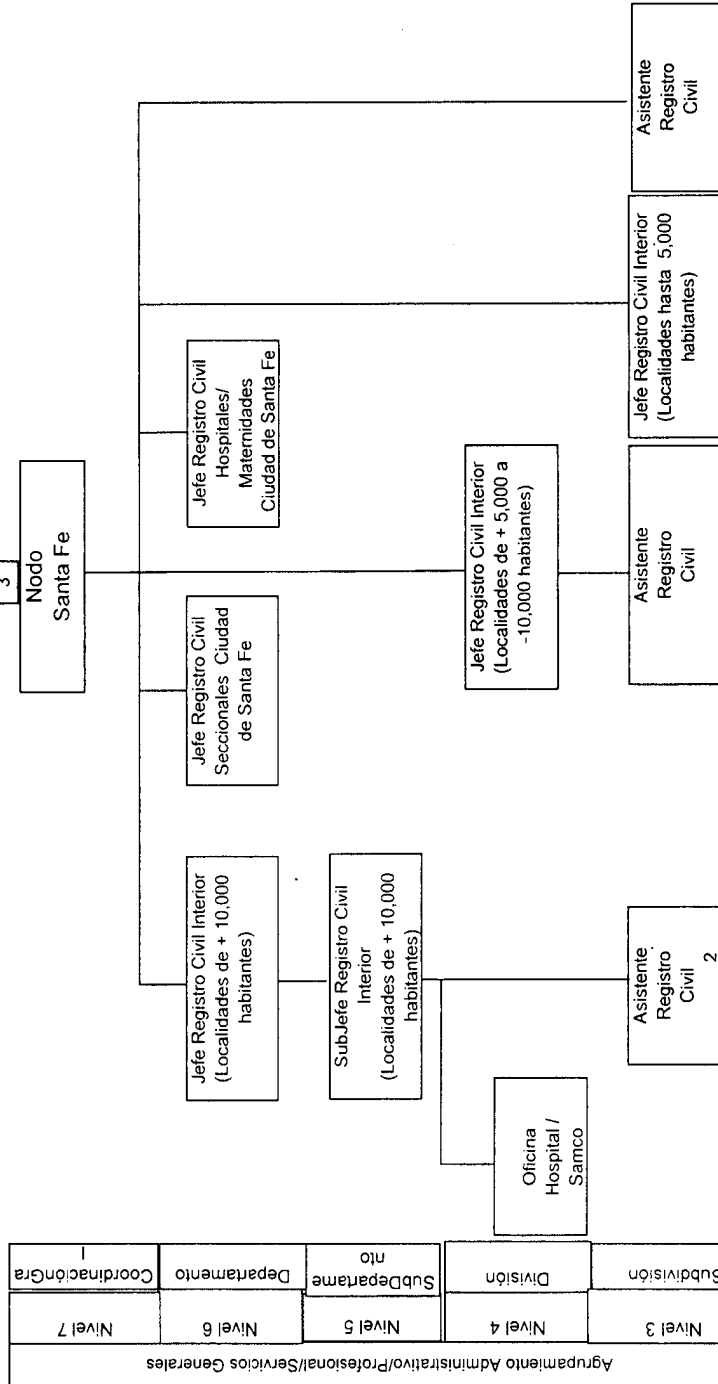 3
Nodo
Santa Fe
Jefe Registro Civil Interior
(Localidades de + 10,000
habitantes)
Jefe Registro Civil
Seccionales Ciudad
de Santa Fe
Jefe Registro Civil
Hospitales/
Maternidades
Ciudad de Santa Fe
SubJefe Registro Civil
Interior
(Localidades de + 10,000
habitantes)
Oficina
Hospital /
Samco
Jefe Registro Civil Interior
(Localidades de + 5,000 a
-10,000 habitantes)
Asistente
Registro
Civil
2
Asistente
Registro
Civil
Jefe Registro Civil Interior
(Localidades hasta 5,000
habitantes)
Asistente
Registro
Civil
Agrupamiento Administrativo/Profesional/Servicios Generales
Nivel 7
CoordinaciónGra
l
Nivel 6
Departamento
Nivel 5
SubDepartame
nto
Nivel 4
División
Nivel 3
Subdivisión